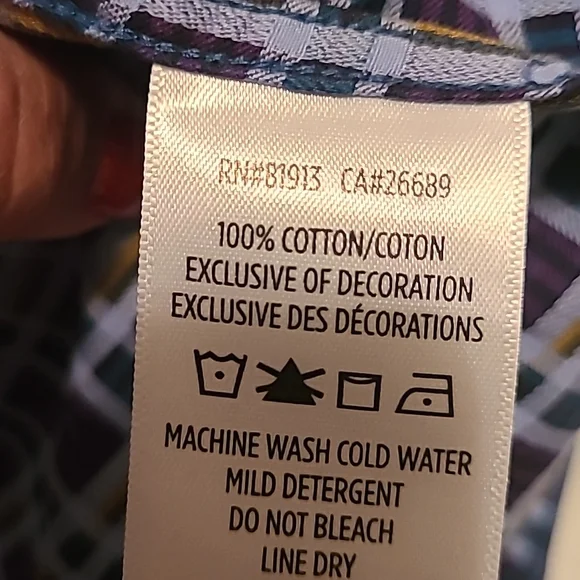 RN#81913 CA#26689
100% COTTON/COTON
EXCLUSIVE OF DECORATION
EXCLUSIVE DES DÉCORATIONS
MACHINE WASH COLD WATER
MILD DETERGENT
DO NOT BLEACH
LINE DRY